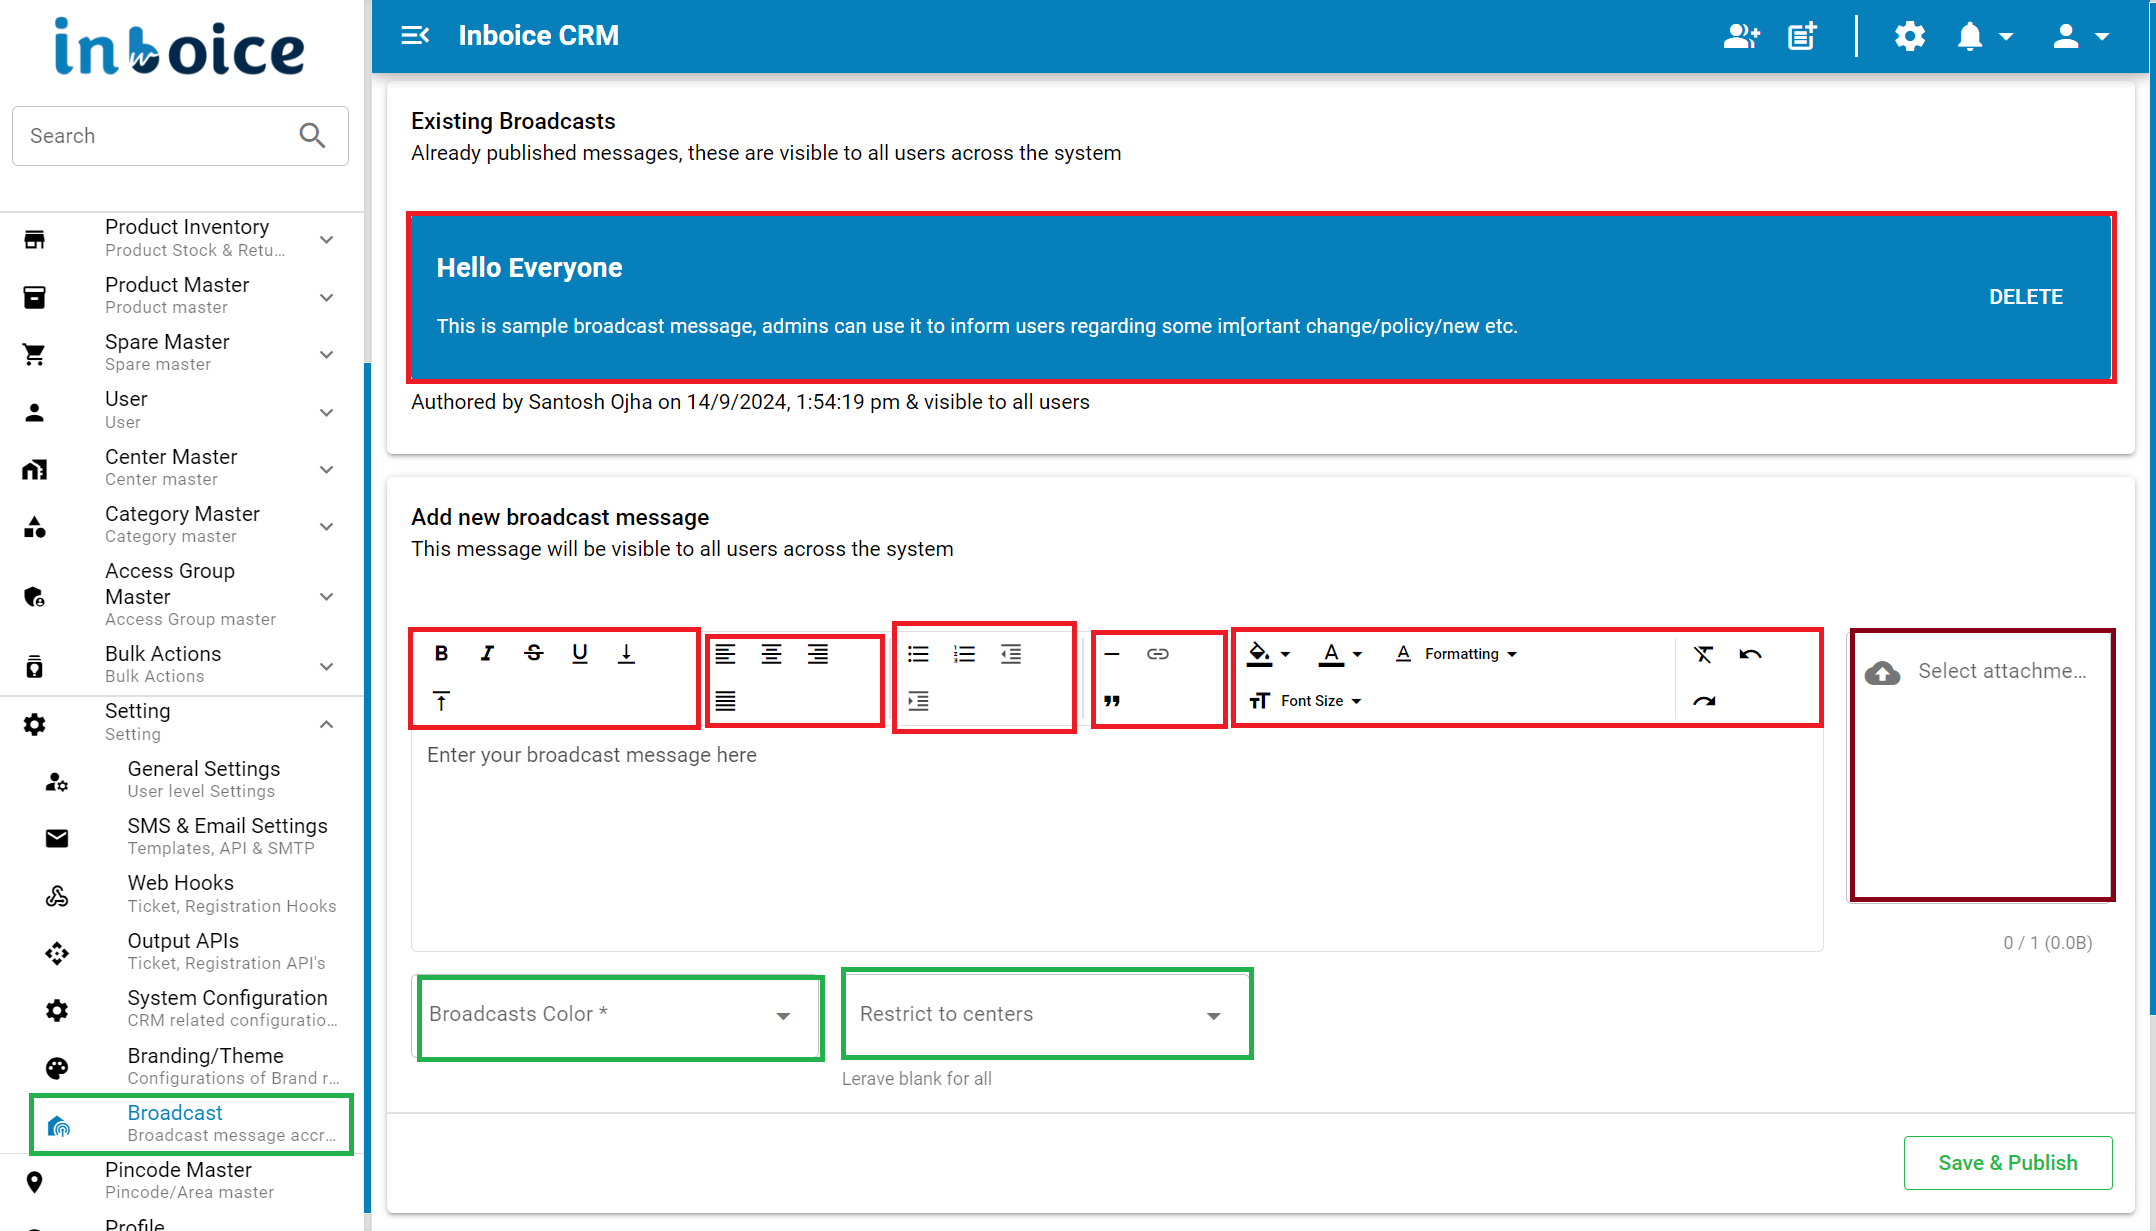 inboice
Search
Product Inventory
Product Stock & Retu...
Product Master
Product master
Spare Master
Spare master
User
User
Center Master
Center master
Category Master
Category master
Access Group
Master
Access Group master
Bulk Actions
Bulk Actions
Setting
Setting
General Settings
User level Settings
SMS & Email Settings
Templates, API & SMTP
Web Hooks
Ticket, Registration Hooks
Output APIs
Ticket, Registration API's
System Configuration
CRM related configuratio...
Branding/Theme
Configurations of Brand r...
Broadcast
Broadcast message accr...
Pincode Master
Pincode/Area master
Profile
Inboice CRM
Existing Broadcasts
Already published messages, these are visible to all users across the system
Hello Everyone
This is sample broadcast message, admins can use it to inform users regarding some im[ortant change/policy/new etc.
DELETE
Authored by Santosh Ojha on 14/9/2024, 1:54:19 pm & visible to all users
Add new broadcast message
This message will be visible to all users across the system
Formatting
Font Size
Enter your broadcast message here
Select attachme...
0 / 1 (0.0B)
Broadcasts Color *
Restrict to centers
Lerave blank for all
Save & Publish